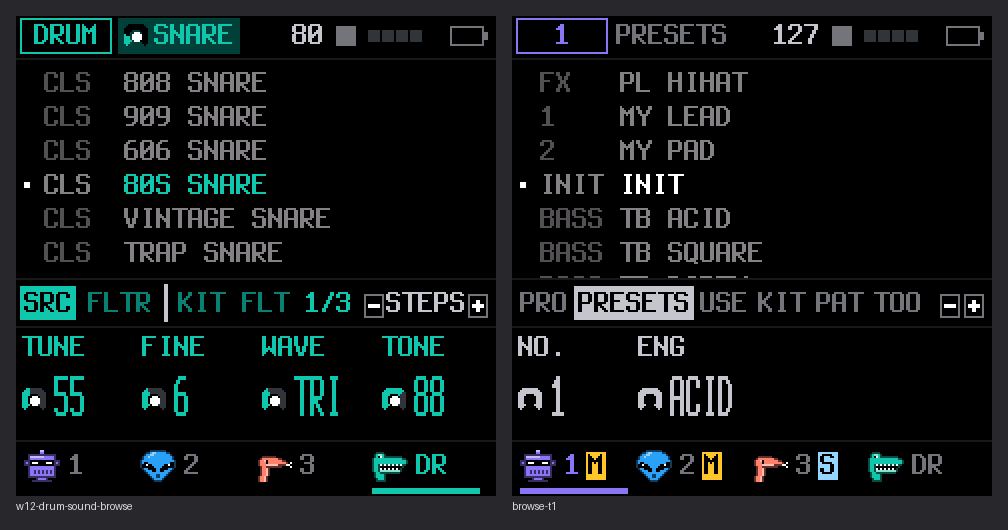 DRUM SNARE 80
CLS 808 SNARE
CLS 909 SNARE
CLS 606 SNARE
CLS 80S SNARE
CLS VINTAGE SNARE
CLS TRAP SNARE
SRC FLTR KIT FLT 1/3 -STEPS+
TUNE FINE WAVE TONE
55 6 TRI 88
1 2 3 DR
w12-drum-sound-browse
1 PRESETS 127
FX PL HIHAT
1 MY LEAD
2 MY PAD
INIT INIT
BASS TB ACID
BASS TB SQUARE
PRO PRESETS USE KIT PAT TOO - +
NO. ENG
1 ACID
1 M 2 M 3 S DR
browse-t1